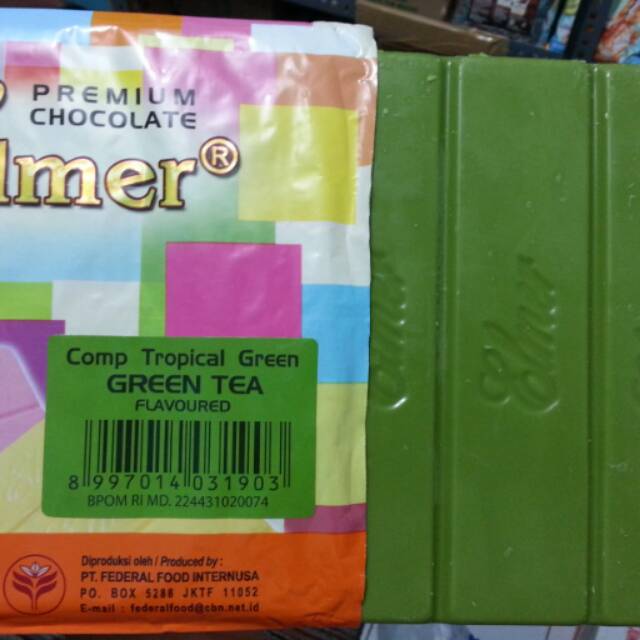 PREMIUM
CHOCOLATE
lmer®
Comp Tropical Green
GREEN TEA
FLAVOURED
8 997014 031903
BPOM RI MD. 224431020074
Diproduksi oleh / Produced by :
PT. FEDERAL FOOD INTERNUSA
PO. BOX 5288 JKTF 11052
E-mail : federalfood@cbn.net.id
Elmer
Elmer